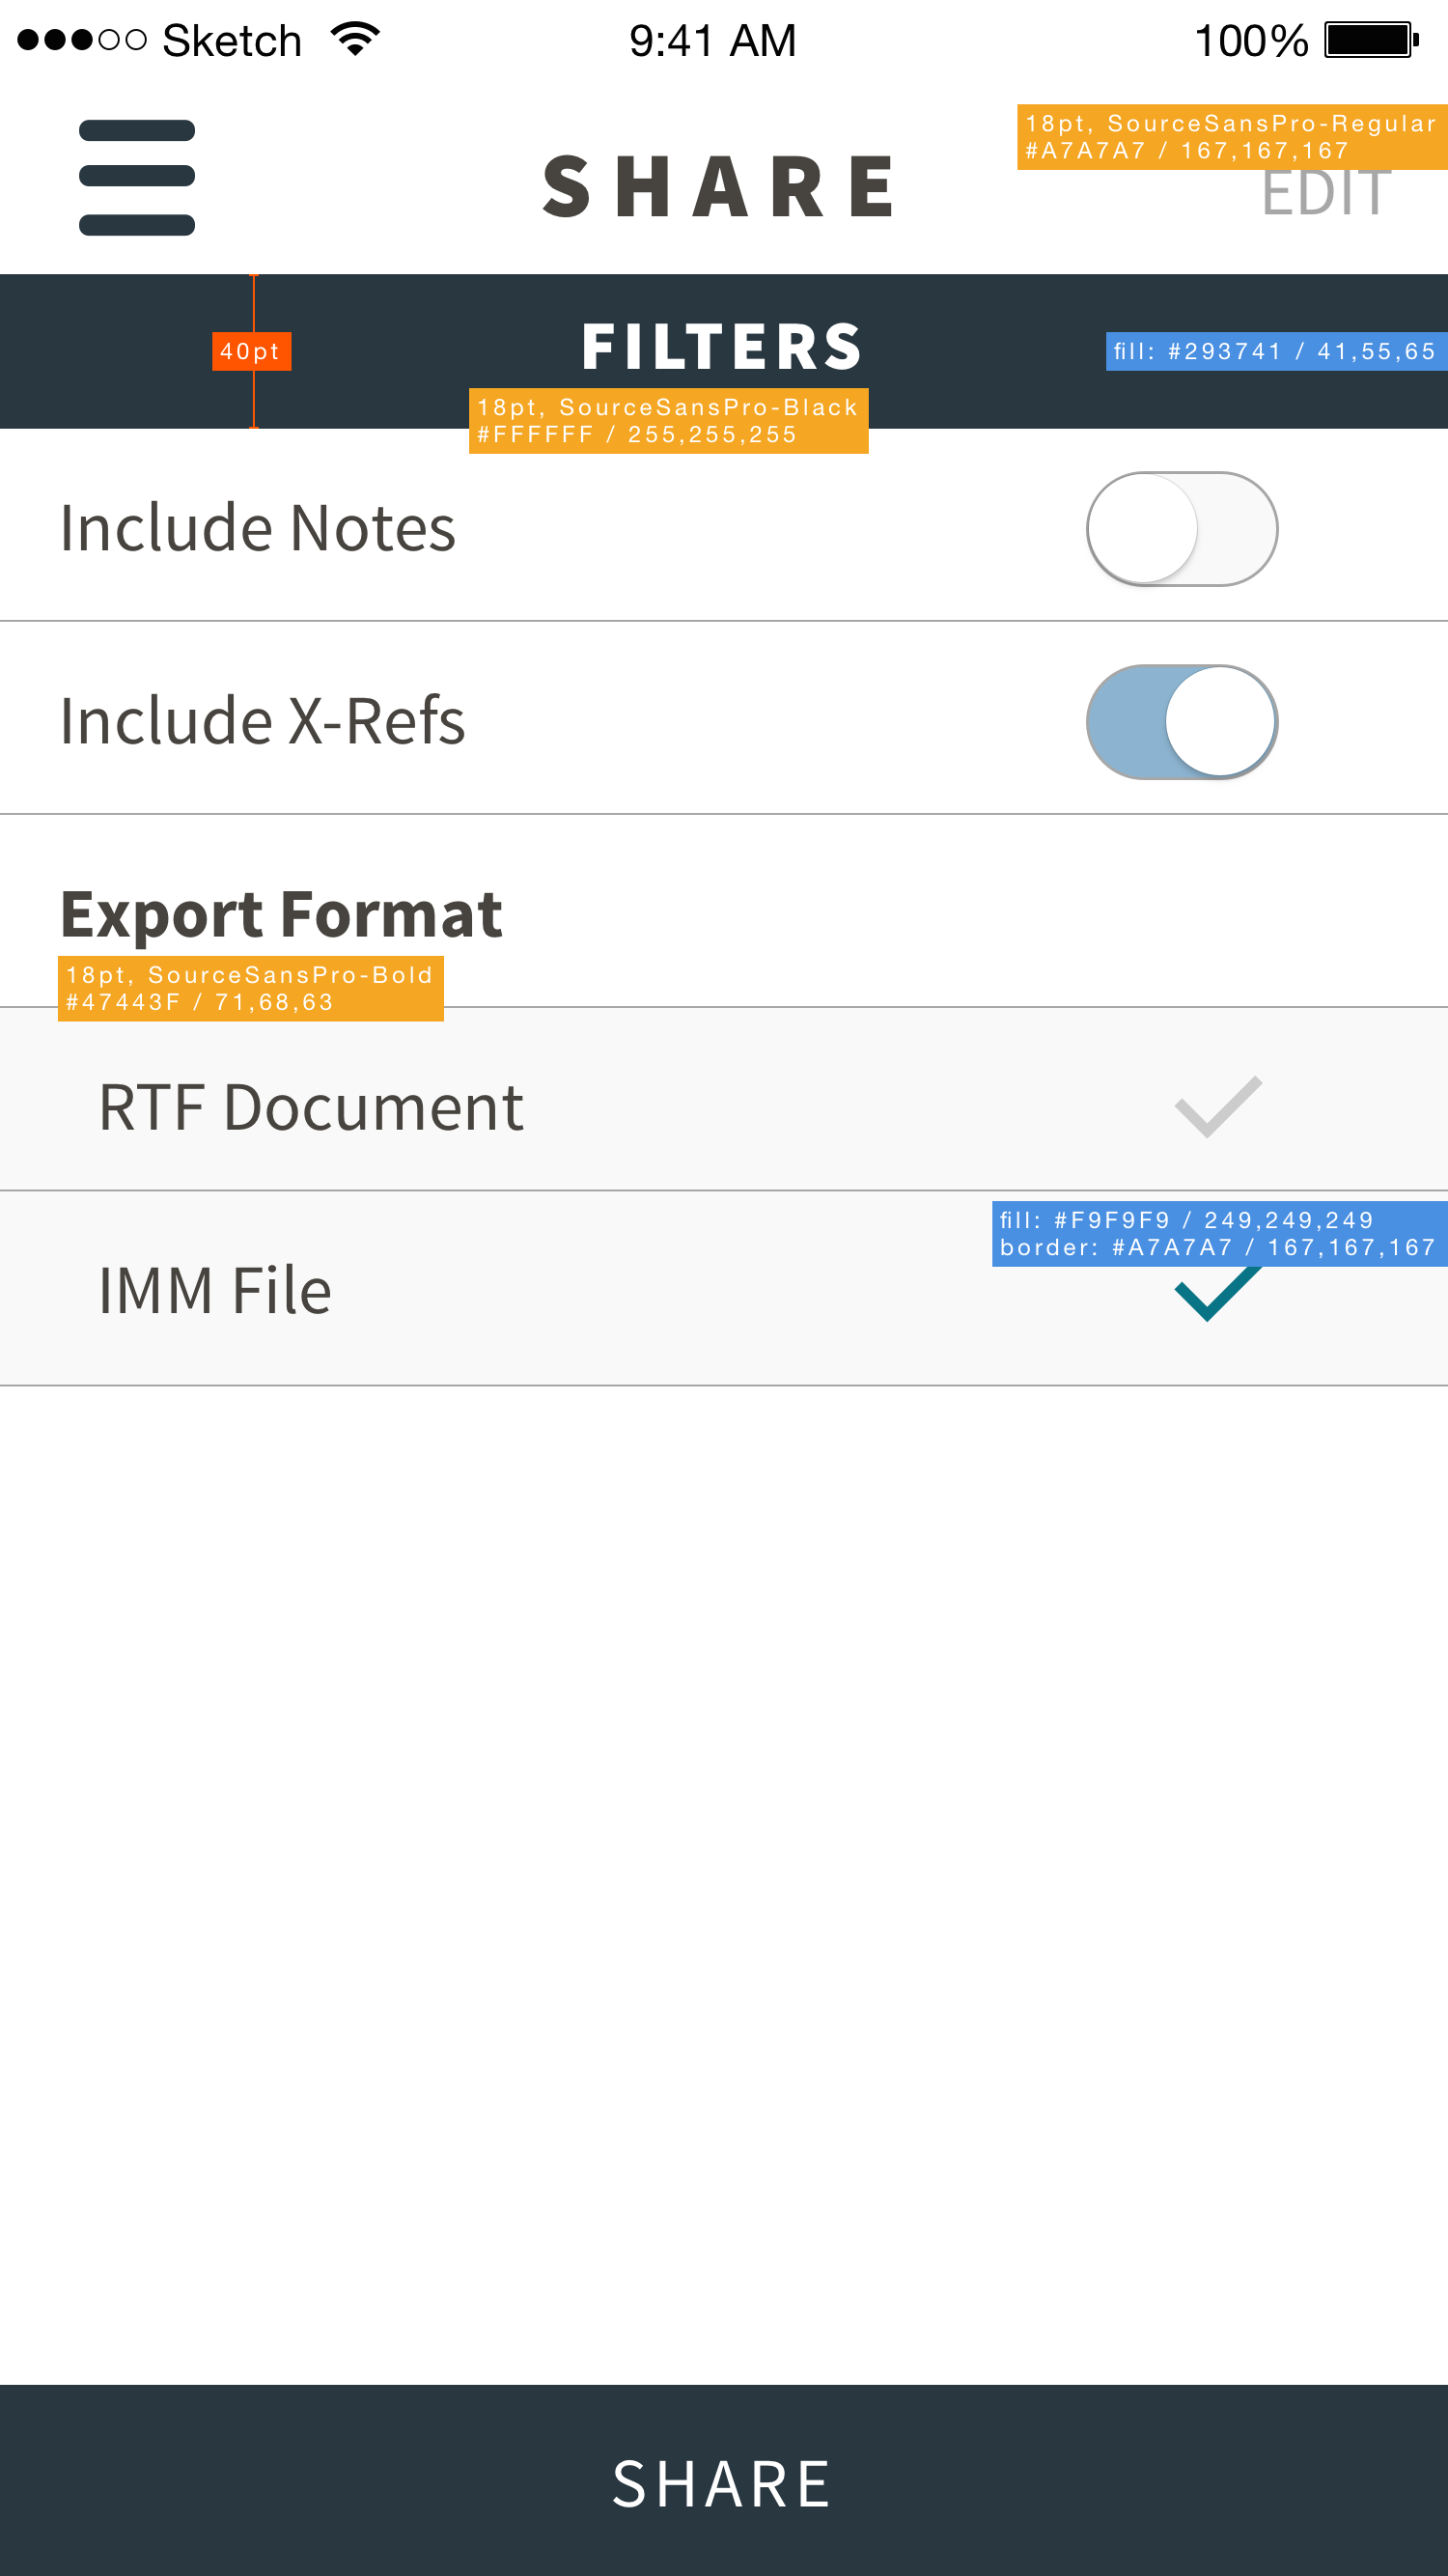 Sketch 9:41 AM 100%
18pt, SourceSansPro-Regular
#A7A7A7 / 167,167,167
SHARE EDIT
FILTERS
40pt
fill: #293741 / 41,55,65
18pt, SourceSansPro-Black
#FFFFFF / 255,255,255
Include Notes
Include X-Refs
Export Format
18pt, SourceSansPro-Bold
#47443F / 71,68,63
RTF Document
fill: #F9F9F9 / 249,249,249
border: #A7A7A7 / 167,167,167
IMM File
SHARE